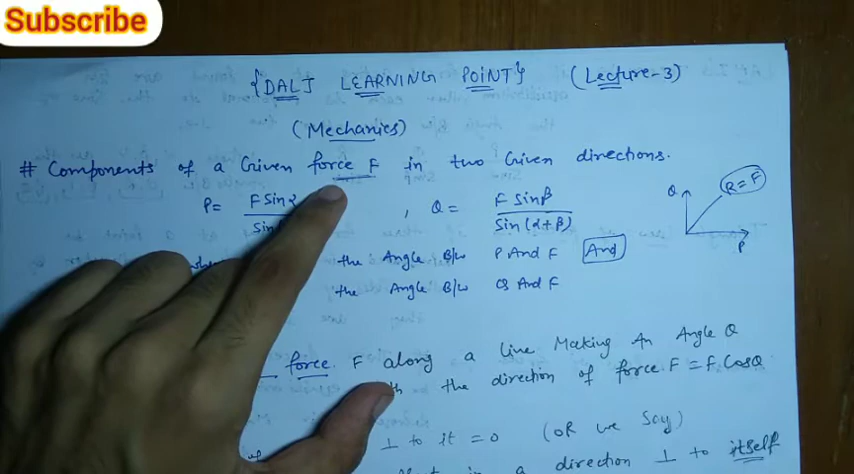 Subscribe
{DALJ LEARNING POINT} (Lecture-3)
(Mechanics)
# Components of a Given force F in two Given directions.
P = F Sin , Q = F Sinβ / Sin(α+β)
Q R=F P
the Angle B/w P And F And
the Angle B/w Q And F
force F along a line Making An Angle Q
the direction of force F = F CosQ
⊥ to it = 0 (OR we Say)
in a direction ⊥ to itself